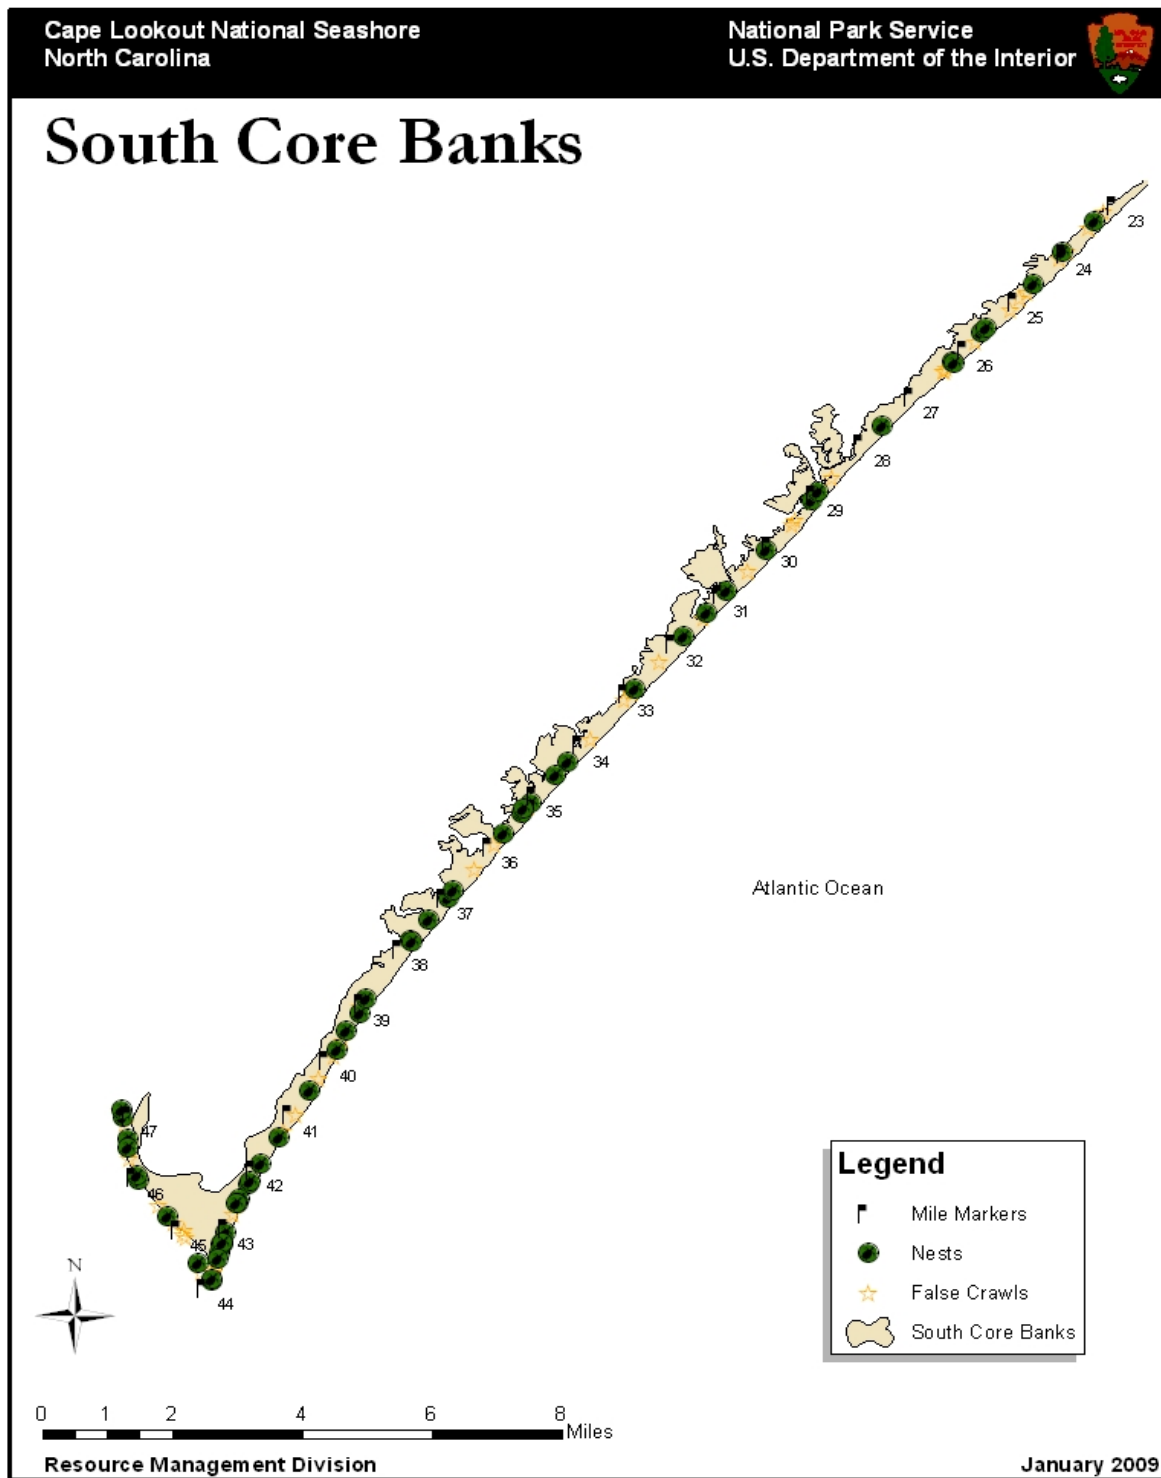 Cape Lookout National Seashore
North Carolina
National Park Service
U.S. Department of the Interior
South Core Banks
23
24
25
26
27
28
29
30
31
32
33
34
35
36
37
38
39
40
41
42
43
44
45
46
47
Atlantic Ocean
Legend
Mile Markers
Nests
False Crawls
South Core Banks
N
0 1 2 4 6 8
Miles
Resource Management Division
January 2009